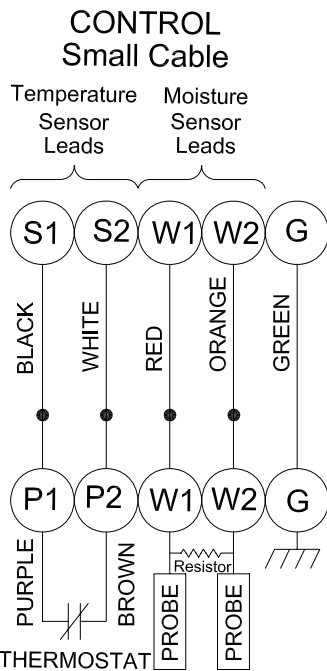 CONTROL
Small Cable
Temperature
Sensor
Leads
Moisture
Sensor
Leads
S1 S2 W1 W2 G
BLACK
WHITE
RED
ORANGE
GREEN
P1 P2 W1 W2 G
PURPLE
BROWN
Resistor
PROBE
PROBE
THERMOSTAT